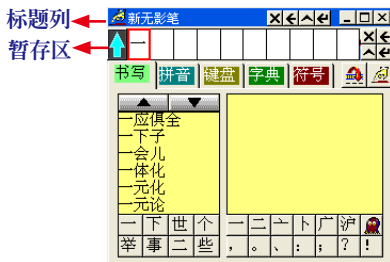 标题列
新无影笔
暂存区
一
书写 拼音 键盘 字典 符号
一应俱全
一下子
一会儿
一体化
一元化
一元论
一 下 世 个 一 二 亠 卜 广 沪
举 事 二 些 , 。 、 : ; ? !